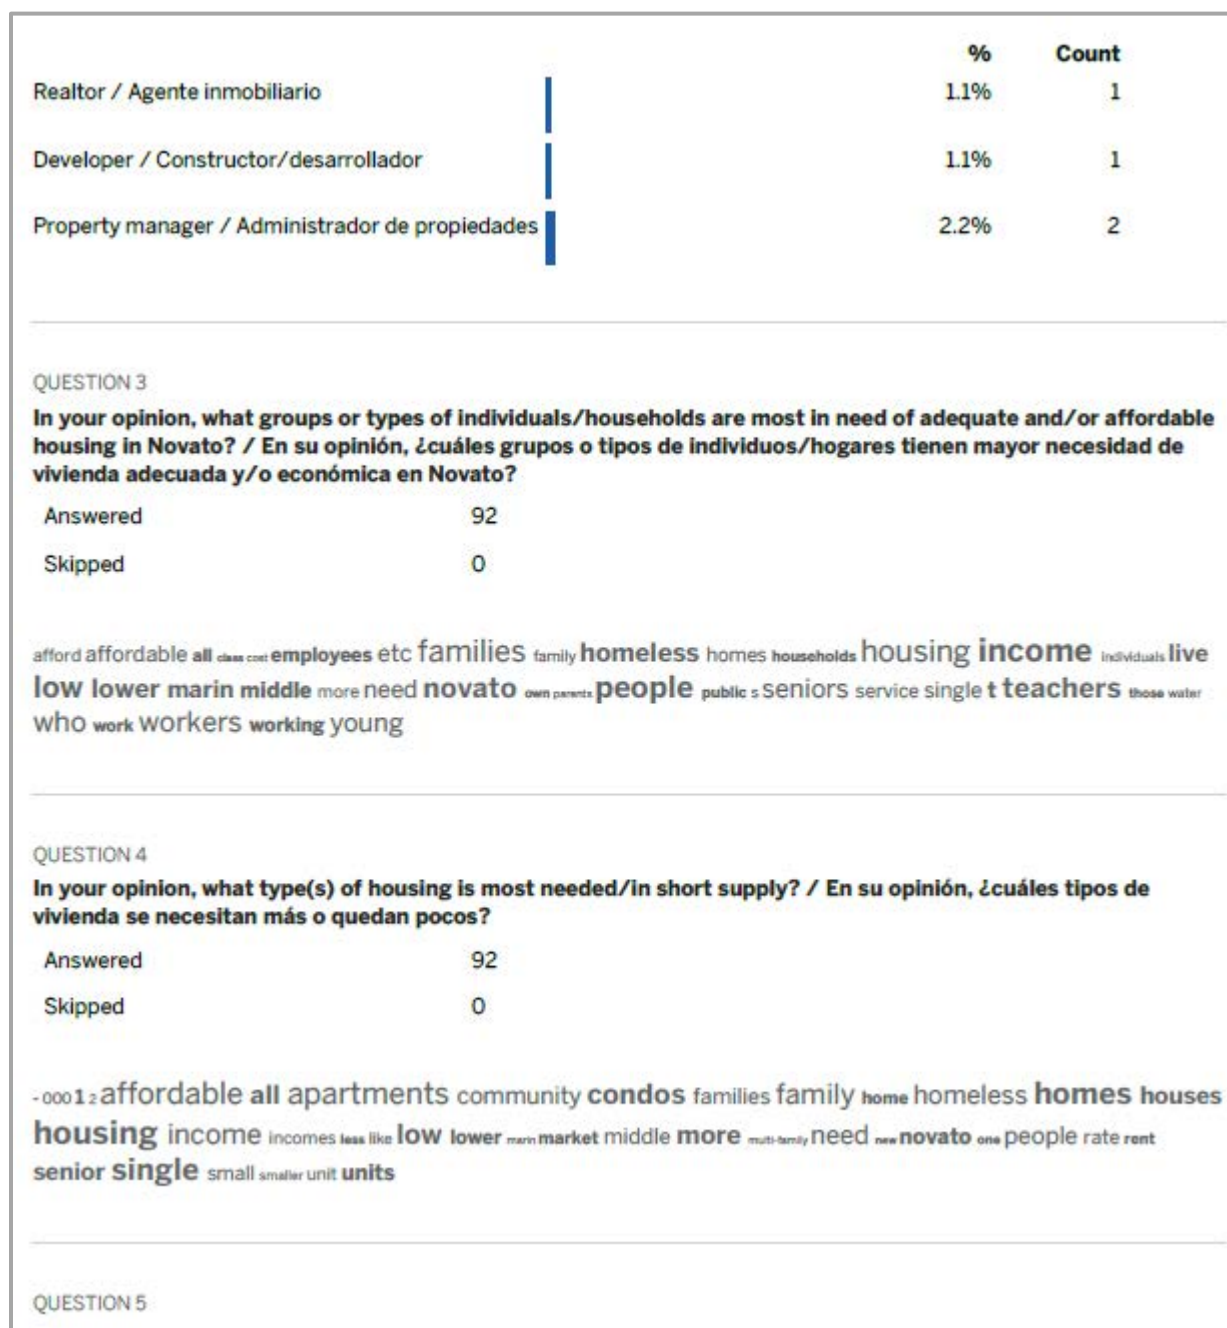 % Count
Realtor / Agente inmobiliario 1.1% 1
Developer / Constructor/desarrollador 1.1% 1
Property manager / Administrador de propiedades 2.2% 2
QUESTION 3
In your opinion, what groups or types of individuals/households are most in need of adequate and/or affordable
housing in Novato? / En su opinión, ¿cuáles grupos o tipos de individuos/hogares tienen mayor necesidad de
vivienda adecuada y/o económica en Novato?
Answered 92
Skipped 0
afford affordable all class cost employees etc families family homeless homes households housing income individuals live
low lower marin middle more need novato own parents people public s seniors service single t teachers those water
who work workers working young
QUESTION 4
In your opinion, what type(s) of housing is most needed/in short supply? / En su opinión, ¿cuáles tipos de
vivienda se necesitan más o quedan pocos?
Answered 92
Skipped 0
- 000 1 2 affordable all apartments community condos families family home homeless homes houses
housing income incomes less like low lower marin market middle more multi-family need new novato one people rate rent
senior single small smaller unit units
QUESTION 5